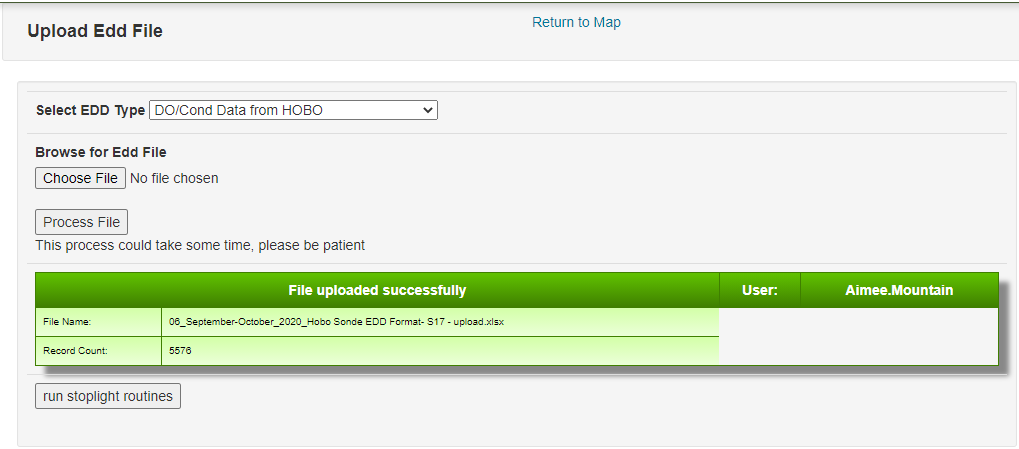 Return to Map
Upload Edd File
Select EDD Type DO/Cond Data from HOBO
Browse for Edd File
Choose File No file chosen
Process File
This process could take some time, please be patient
File uploaded successfully User: Aimee.Mountain
File Name: 06_September-October_2020_Hobo Sonde EDD Format- S17 - upload.xlsx
Record Count: 5576
run stoplight routines